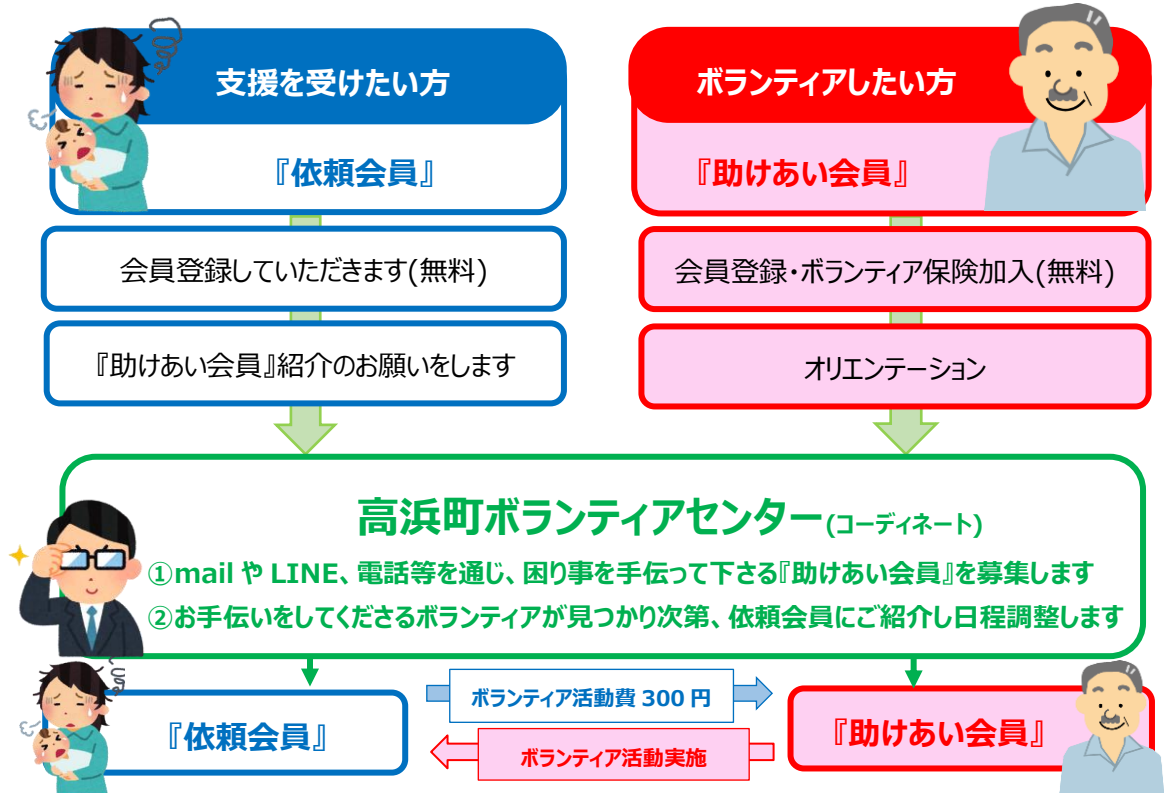 支援を受けたい方
『依頼会員』
会員登録していただきます(無料)
『助けあい会員』紹介のお願いをします
ボランティアしたい方
『助けあい会員』
会員登録・ボランティア保険加入(無料)
オリエンテーション
高浜町ボランティアセンター(コーディネート)
①mail や LINE、電話等を通じ、困り事を手伝って下さる『助けあい会員』を募集します
②お手伝いをしてくださるボランティアが見つかり次第、依頼会員にご紹介し日程調整します
『依頼会員』
ボランティア活動費 300 円
ボランティア活動実施
『助けあい会員』